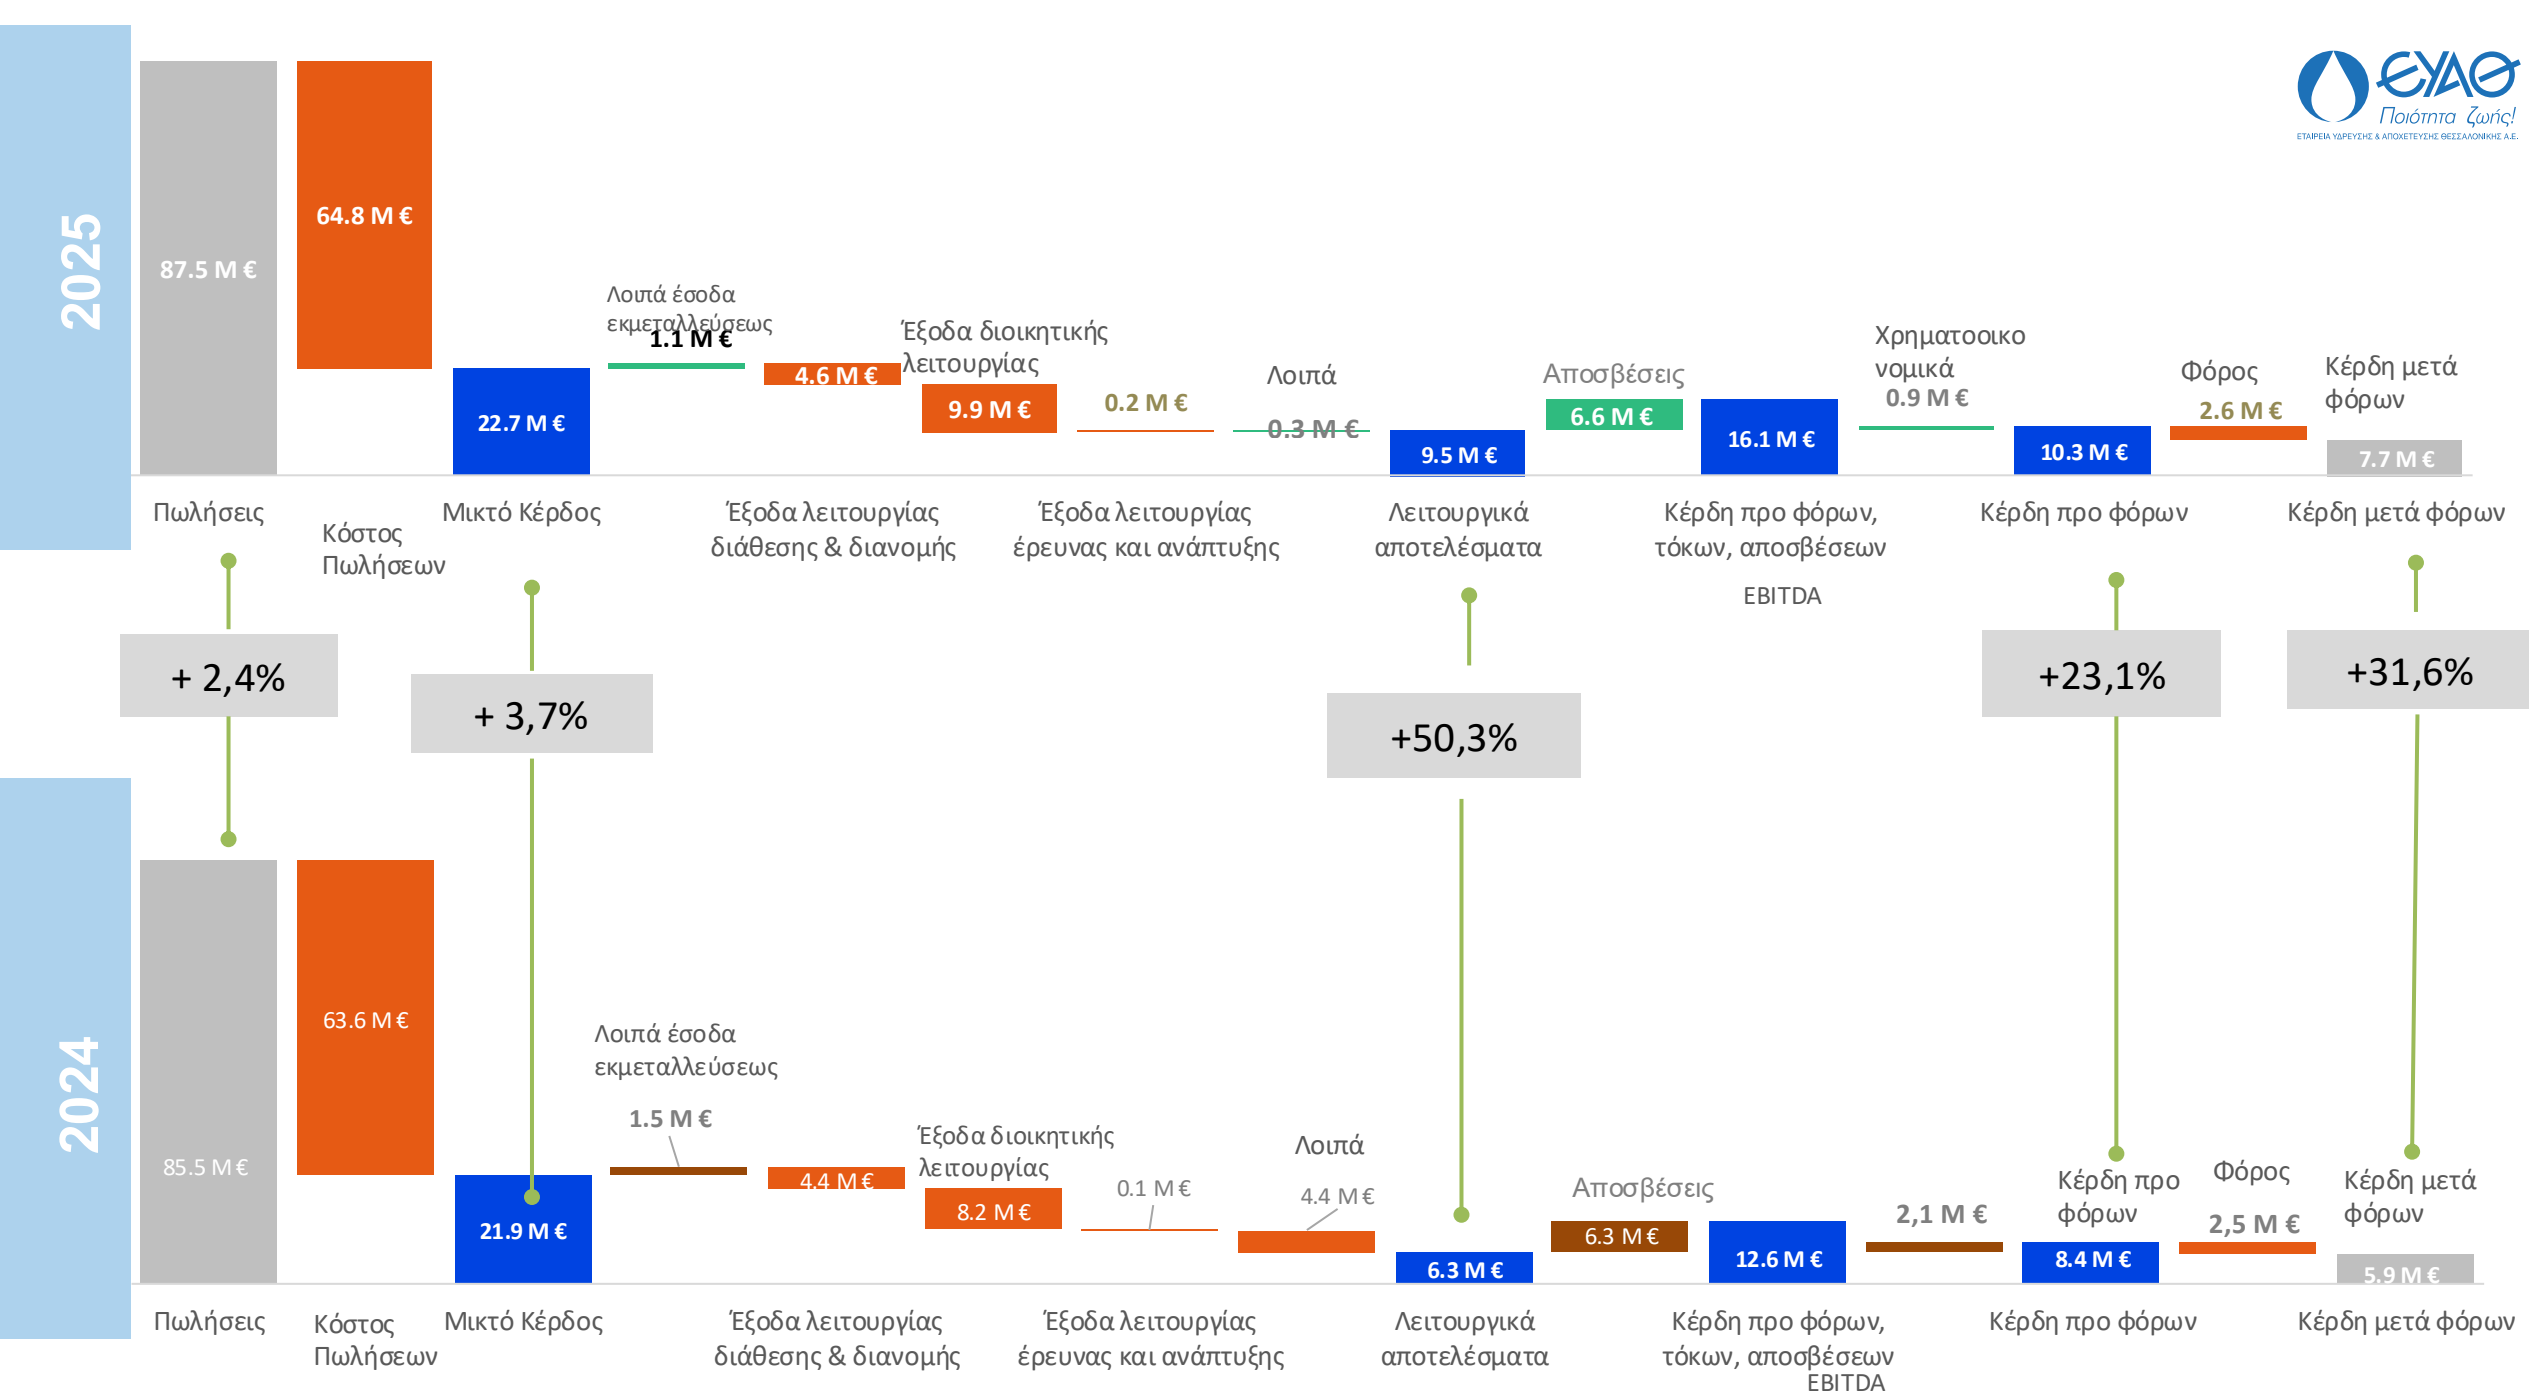 ΕΥΑΘ
Ποιότητα ζωής!
ΕΤΑΙΡΕΙΑ ΥΔΡΕΥΣΗΣ & ΑΠΟΧΕΤΕΥΣΗΣ ΘΕΣΣΑΛΟΝΙΚΗΣ Α.Ε.
2025
87.5 M €
64.8 M €
22.7 M €
Λοιπά έσοδα
εκμεταλλεύσεως
1.1 M €
4.6 M €
Έξοδα διοικητικής
λειτουργίας
9.9 M €
0.2 M €
Λοιπά
0.3 M €
9.5 M €
Αποσβέσεις
6.6 M €
16.1 M €
Χρηματοοικο
νομικά
0.9 M €
10.3 M €
Φόρος
2.6 M €
Κέρδη μετά
φόρων
7.7 M €
Πωλήσεις
Κόστος
Πωλήσεων
Μικτό Κέρδος
Έξοδα λειτουργίας
διάθεσης & διανομής
Έξοδα λειτουργίας
έρευνας και ανάπτυξης
Λειτουργικά
αποτελέσματα
Κέρδη προ φόρων,
τόκων, αποσβέσεων
EBITDA
Κέρδη προ φόρων
Κέρδη μετά φόρων
+ 2,4%
+ 3,7%
+50,3%
+23,1%
+31,6%
2024
85.5 M €
63.6 M €
21.9 M €
Λοιπά έσοδα
εκμεταλλεύσεως
1.5 M €
4.4 M €
Έξοδα διοικητικής
λειτουργίας
8.2 M €
0.1 M €
Λοιπά
4.4 M €
6.3 M €
Αποσβέσεις
6.3 M €
12.6 M €
2,1 M €
Κέρδη προ
φόρων
8.4 M €
Φόρος
2,5 M €
Κέρδη μετά
φόρων
5.9 M €
Πωλήσεις
Κόστος
Πωλήσεων
Μικτό Κέρδος
Έξοδα λειτουργίας
διάθεσης & διανομής
Έξοδα λειτουργίας
έρευνας και ανάπτυξης
Λειτουργικά
αποτελέσματα
Κέρδη προ φόρων,
τόκων, αποσβέσεων
EBITDA
Κέρδη προ φόρων
Κέρδη μετά φόρων